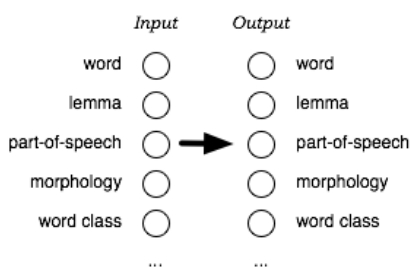 Input Output
word word
lemma lemma
part-of-speech part-of-speech
morphology morphology
word class word class
... ...